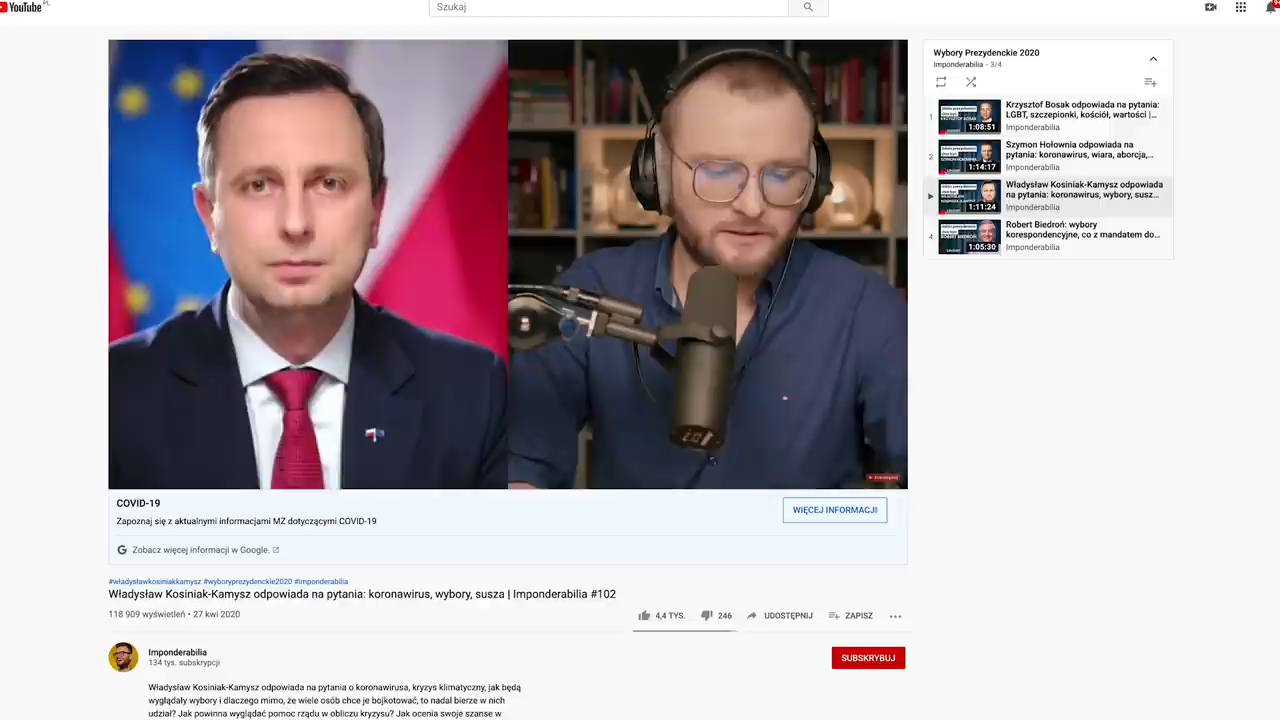 YouTube PL
Szukaj
Wybory Prezydenckie 2020
Imponderabilia - 3/4
1
1:08:51
Krzysztof Bosak odpowiada na pytania:
LGBT, szczepionki, kościół, wartości |...
Imponderabilia
2
1:14:17
Szymon Hołownia odpowiada na
pytania: koronawirus, wiara, aborcja,...
Imponderabilia
1:11:24
Władysław Kosiniak-Kamysz odpowiada
na pytania: koronawirus, wybory, susz...
Imponderabilia
4
1:05:30
Robert Biedroń: wybory
korespondencyjne, co z mandatem do...
Imponderabilia
COVID-19
Zapoznaj się z aktualnymi informacjami MZ dotyczącymi COVID-19
WIĘCEJ INFORMACJI
Zobacz więcej informacji w Google.
#władysławkosiniakkamysz #wyboryprezydenckie2020 #imponderabilia
Władysław Kosiniak-Kamysz odpowiada na pytania: koronawirus, wybory, susza | Imponderabilia #102
118 909 wyświetleń • 27 kwi 2020
4,4 TYS. 246 UDOSTĘPNIJ ZAPISZ
Imponderabilia
134 tys. subskrypcji
SUBSKRYBUJ
Władysław Kosiniak-Kamysz odpowiada na pytania o koronawirusa, kryzys klimatyczny, jak będą
wyglądały wybory i dlaczego mimo, że wiele osób chce je bojkotować, to nadal bierze w nich
udział? Jak powinna wyglądać pomoc rządu w obliczu kryzysu? Jak ocenia swoje szanse w